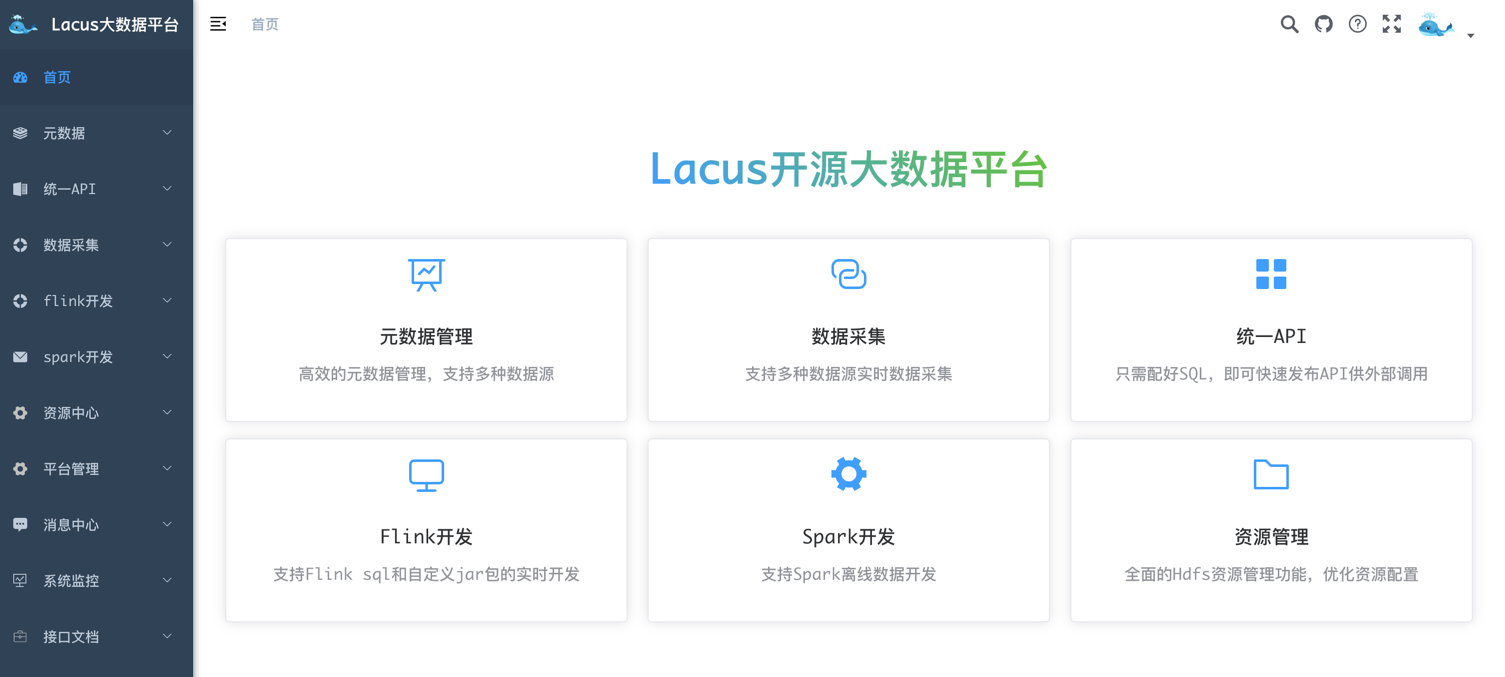 Lacus大数据平台
首页
首页
元数据
统一API
数据采集
flink开发
spark开发
资源中心
平台管理
消息中心
系统监控
接口文档
Lacus开源大数据平台
元数据管理
高效的元数据管理，支持多种数据源
数据采集
支持多种数据源实时数据采集
统一API
只需配好SQL，即可快速发布API供外部调用
Flink开发
支持Flink sql和自定义jar包的实时开发
Spark开发
支持Spark离线数据开发
资源管理
全面的Hdfs资源管理功能，优化资源配置